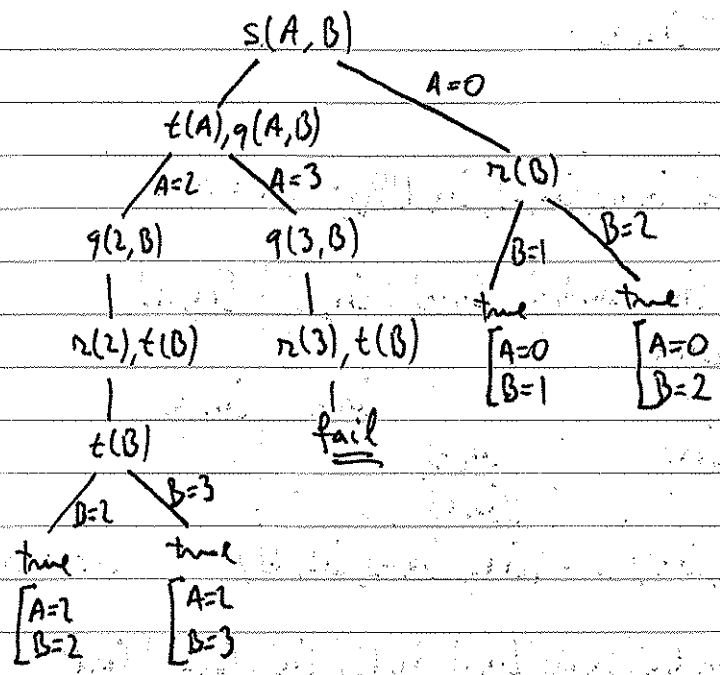 s(A,B)
A=0
t(A),q(A,B)
r(B)
A=2 A=3
q(2,B) q(3,B) B=1 B=2
true true
r(2),t(B) r(3),t(B) [A=0 [A=0
B=1 B=2
t(B) fail
B=2 B=3
true true
[A=2 [A=2
B=2 B=3